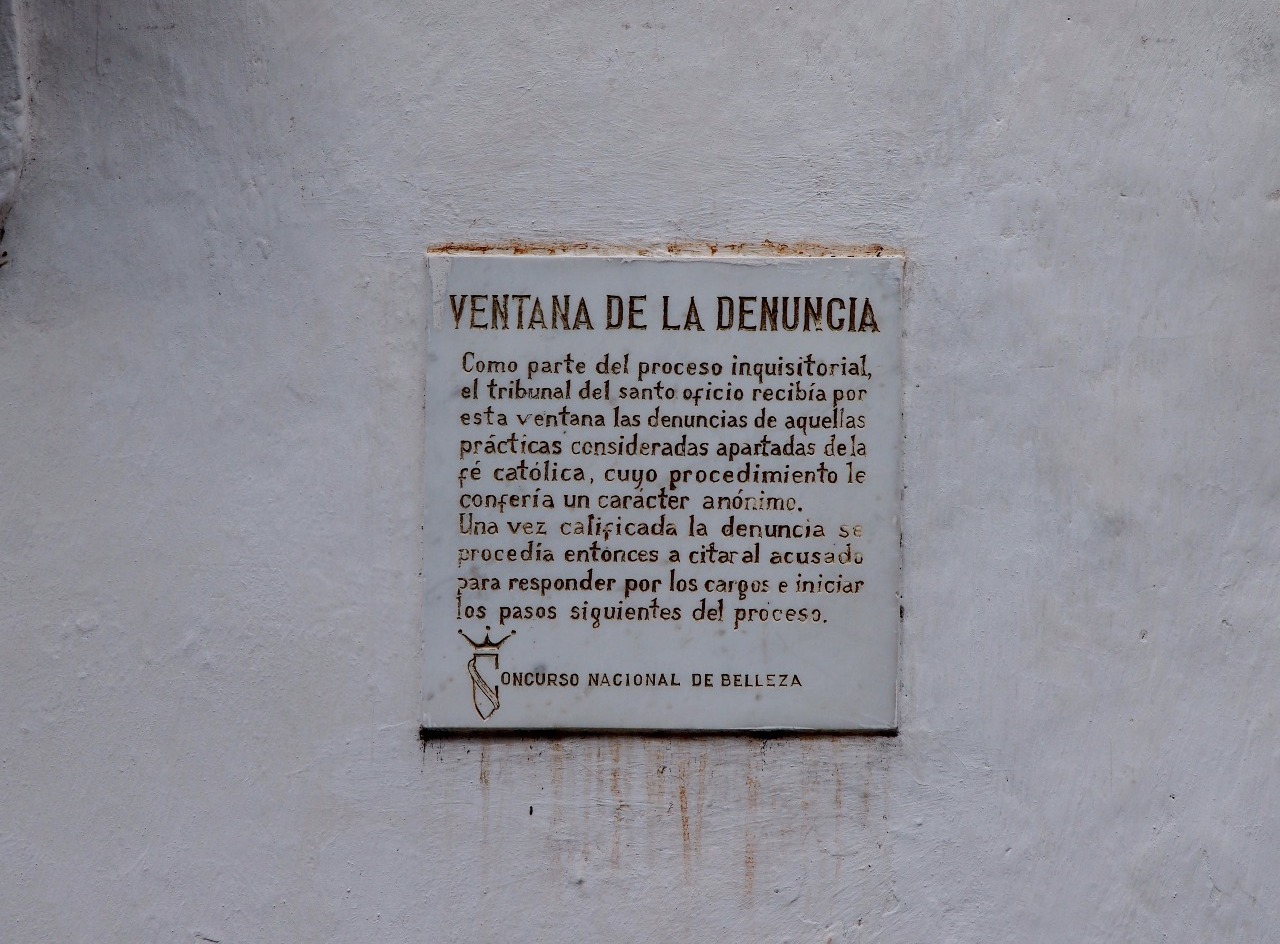 VENTANA DE LA DENUNCIA
Como parte del proceso inquisitorial,
el tribunal del santo oficio recibía por
esta ventana las denuncias de aquellas
prácticas consideradas apartadas de la
fé católica, cuyo procedimiento le
confería un carácter anónimo.
Una vez calificada la denuncia se
procedía entonces a citar al acusado
para responder por los cargos e iniciar
los pasos siguientes del proceso.
CONCURSO NACIONAL DE BELLEZA